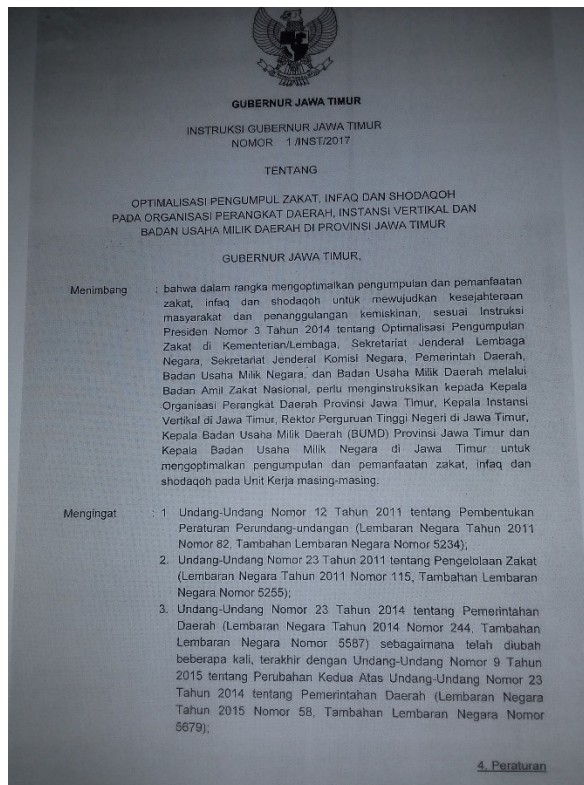 GUBERNUR JAWA TIMUR
INSTRUKSI GUBERNUR JAWA TIMUR
NOMOR 1 /INST/2017
TENTANG
OPTIMALISASI PENGUMPUL ZAKAT, INFAQ DAN SHODAQOH
PADA ORGANISASI PERANGKAT DAERAH, INSTANSI VERTIKAL DAN
BADAN USAHA MILIK DAERAH DI PROVINSI JAWA TIMUR
GUBERNUR JAWA TIMUR,
Menimbang : bahwa dalam rangka mengoptimalkan pengumpulan dan pemanfaatan
zakat, infaq dan shodaqoh untuk mewujudkan kesejahteraan
masyarakat dan penanggulangan kemiskinan, sesuai Instruksi
Presiden Nomor 3 Tahun 2014 tentang Optimalisasi Pengumpulan
Zakat di Kementerian/Lembaga, Sekretariat Jenderal Lembaga
Negara, Sekretariat Jenderal Komisi Negara, Pemerintah Daerah,
Badan Usaha Milik Negara, dan Badan Usaha Milik Daerah melalui
Badan Amil Zakat Nasional, perlu menginstruksikan kepada Kepala
Organisasi Perangkat Daerah Provinsi Jawa Timur, Kepala Instansi
Vertikal di Jawa Timur, Rektor Perguruan Tinggi Negeri di Jawa Timur,
Kepala Badan Usaha Milik Daerah (BUMD) Provinsi Jawa Timur dan
Kepala Badan Usaha Milik Negara di Jawa Timur untuk
mengoptimalkan pengumpulan dan pemanfaatan zakat, infaq dan
shodaqoh pada Unit Kerja masing-masing.
Mengingat : 1 Undang-Undang Nomor 12 Tahun 2011 tentang Pembentukan
Peraturan Perundang-undangan (Lembaran Negara Tahun 2011
Nomor 82, Tambahan Lembaran Negara Nomor 5234);
2. Undang-Undang Nomor 23 Tahun 2011 tentang Pengelolaan Zakat
(Lembaran Negara Tahun 2011 Nomor 115, Tambahan Lembaran
Negara Nomor 5255);
3. Undang-Undang Nomor 23 Tahun 2014 tentang Pemerintahan
Daerah (Lembaran Negara Tahun 2014 Nomor 244, Tambahan
Lembaran Negara Nomor 5587) sebagaimana telah diubah
beberapa kali, terakhir dengan Undang-Undang Nomor 9 Tahun
2015 tentang Perubahan Kedua Atas Undang-Undang Nomor 23
Tahun 2014 tentang Pemerintahan Daerah (Lembaran Negara
Tahun 2015 Nomor 58, Tambahan Lembaran Negara Nomor
5679);
4. Peraturan